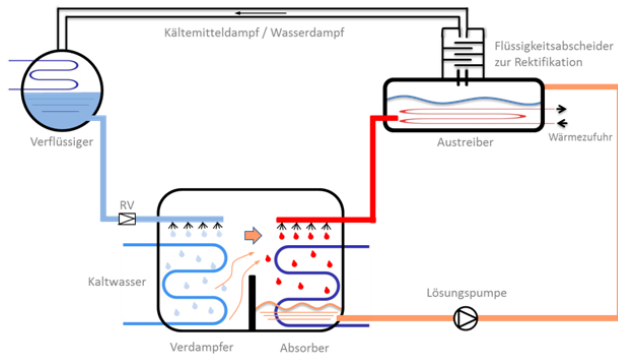 Kältemitteldampf / Wasserdampf
Flüssigkeitsabscheider
zur Rektifikation
Verflüssiger
Austreiber
Wärmezufuhr
RV
Kaltwasser
Lösungspumpe
Verdampfer
Absorber